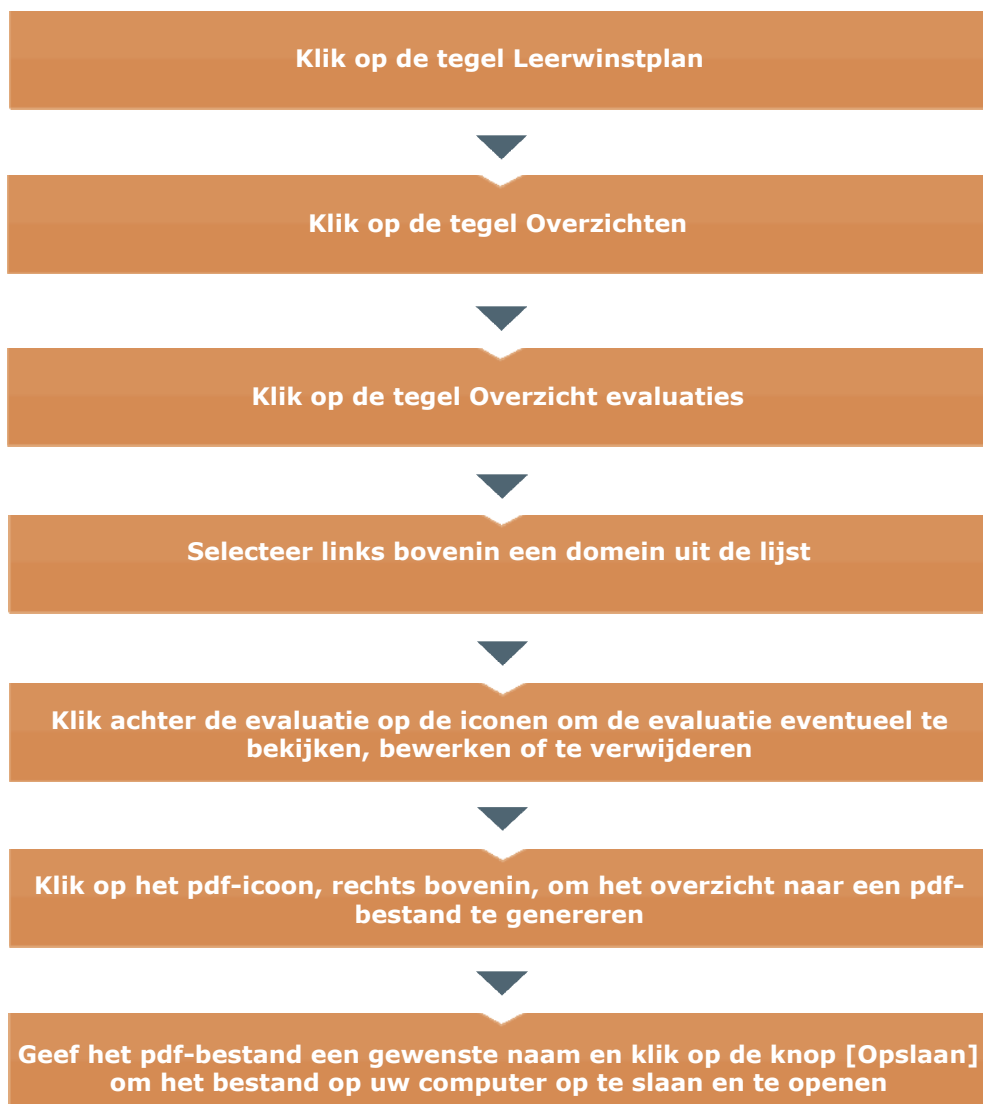 Klik op de tegel Leerwinstplan
Klik op de tegel Overzichten
Klik op de tegel Overzicht evaluaties
Selecteer links bovenin een domein uit de lijst
Klik achter de evaluatie op de iconen om de evaluatie eventueel te
bekijken, bewerken of te verwijderen
Klik op het pdf-icoon, rechts bovenin, om het overzicht naar een pdf-
bestand te genereren
Geef het pdf-bestand een gewenste naam en klik op de knop [Opslaan]
om het bestand op uw computer op te slaan en te openen